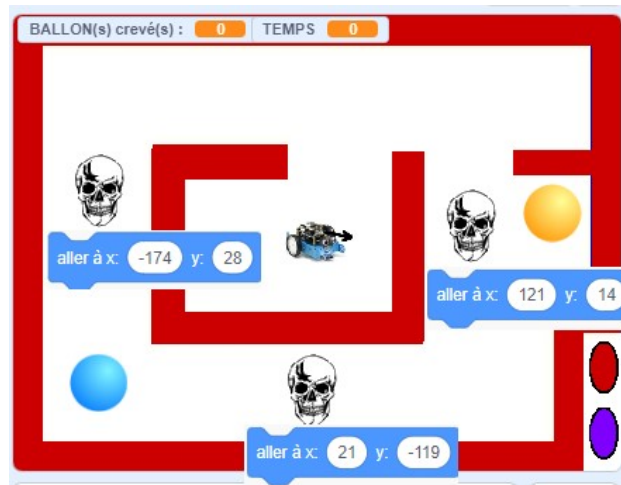 BALLON(s) crevé(s) : 0 TEMPS 0
aller à x: -174 y: 28
aller à x: 121 y: 14
aller à x: 21 y: -119